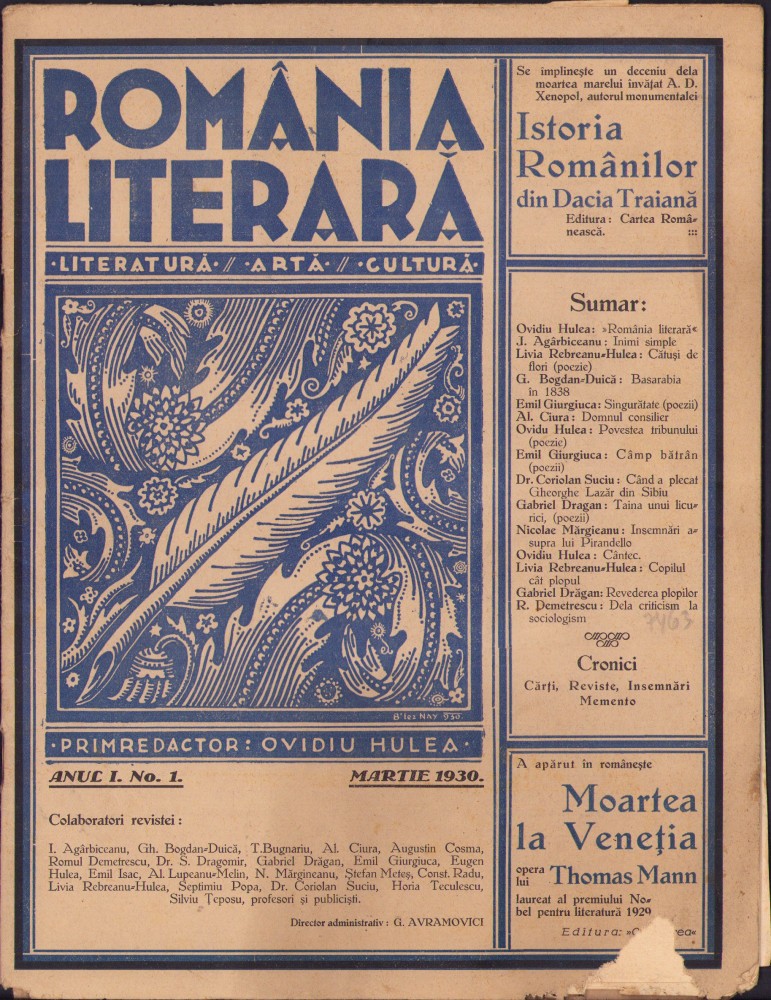 ROMÂNIA
LITERARĂ
·LITERATURĂ· // ·ARTĂ· // ·CULTURĂ·
·PRIMREDACTOR: OVIDIU HULEA·
ANUL I. No. 1. MARTIE 1930.
Colaboratori revistei:
I. Agârbiceanu, Gh. Bogdan-Duică, T.Bugnariu, Al. Ciura, Augustin Cosma,
Romul Demetrescu, Dr. S. Dragomir, Gabriel Drăgan, Emil Giurgiuca, Eugen
Hulea, Emil Isac, Al. Lupeanu-Melin, N. Mărgineanu, Ștefan Meteș, Const. Radu,
Livia Rebreanu-Hulea, Septimiu Popa, Dr. Coriolan Suciu, Horia Teculescu,
Silviu Țeposu, profesori și publiciști.
Director administrativ: G. AVRAMOVICI
Se împlinește un deceniu dela
moartea marelui învățat A. D.
Xenopol, autorul monumentalei
Istoria
Românilor
din Dacia Traiană
Editura: Cartea Româ=
nească. :::
Sumar:
Ovidiu Hulea: »România literară«
J. Agârbiceanu: Inimi simple
Livia Rebreanu=Hulea: Cătuși de
flori (poezie)
G. Bogdan=Duică: Basarabia
în 1838
Emil Giurgiuca: Singurătate (poezii)
Al. Ciura: Domnul consilier
Ovidu Hulea: Povestea tribunului
(poezie)
Emil Giurgiuca: Câmp bătrân
(poezii)
Dr. Coriolan Suciu: Când a plecat
Gheorghe Lazăr din Sibiu
Gabriel Dragan: Taina unui licu=
rici, (poezii)
Nicolae Mărgieanu: Insemnări a=
supra lui Pirandello
Ovidiu Hulea: Cântec.
Livia Rebreanu=Hulea: Copilul
cât plopul
Gabriel Drăgan: Revederea plopilor
R. Demetrescu: Dela criticism la
sociologism
7463
Cronici
Cărți, Reviste, Insemnări
Memento
A apărut în românește
Moartea
la Veneția
opera
lui Thomas Mann
laureat al premiului No=
bel pentru literatură 1929
Editura: